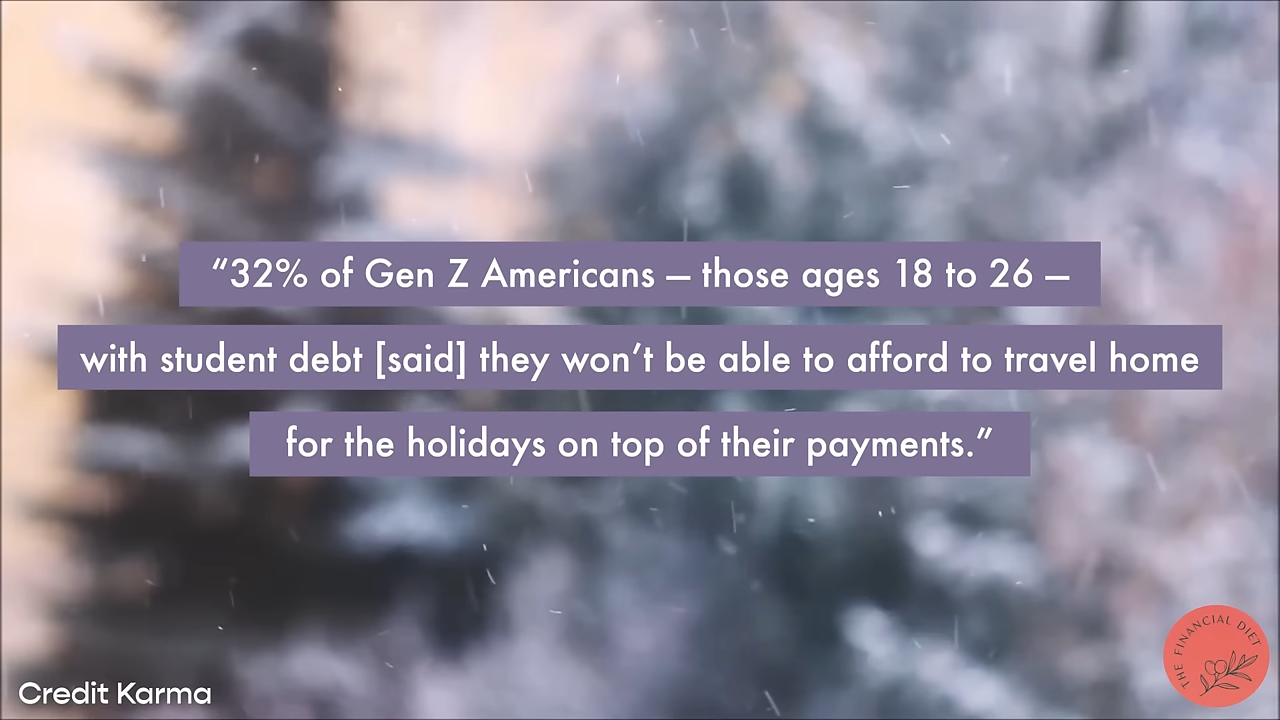 “32% of Gen Z Americans — those ages 18 to 26 —
with student debt [said] they won’t be able to afford to travel home
for the holidays on top of their payments.”
Credit Karma
THE FINANCIAL DIET